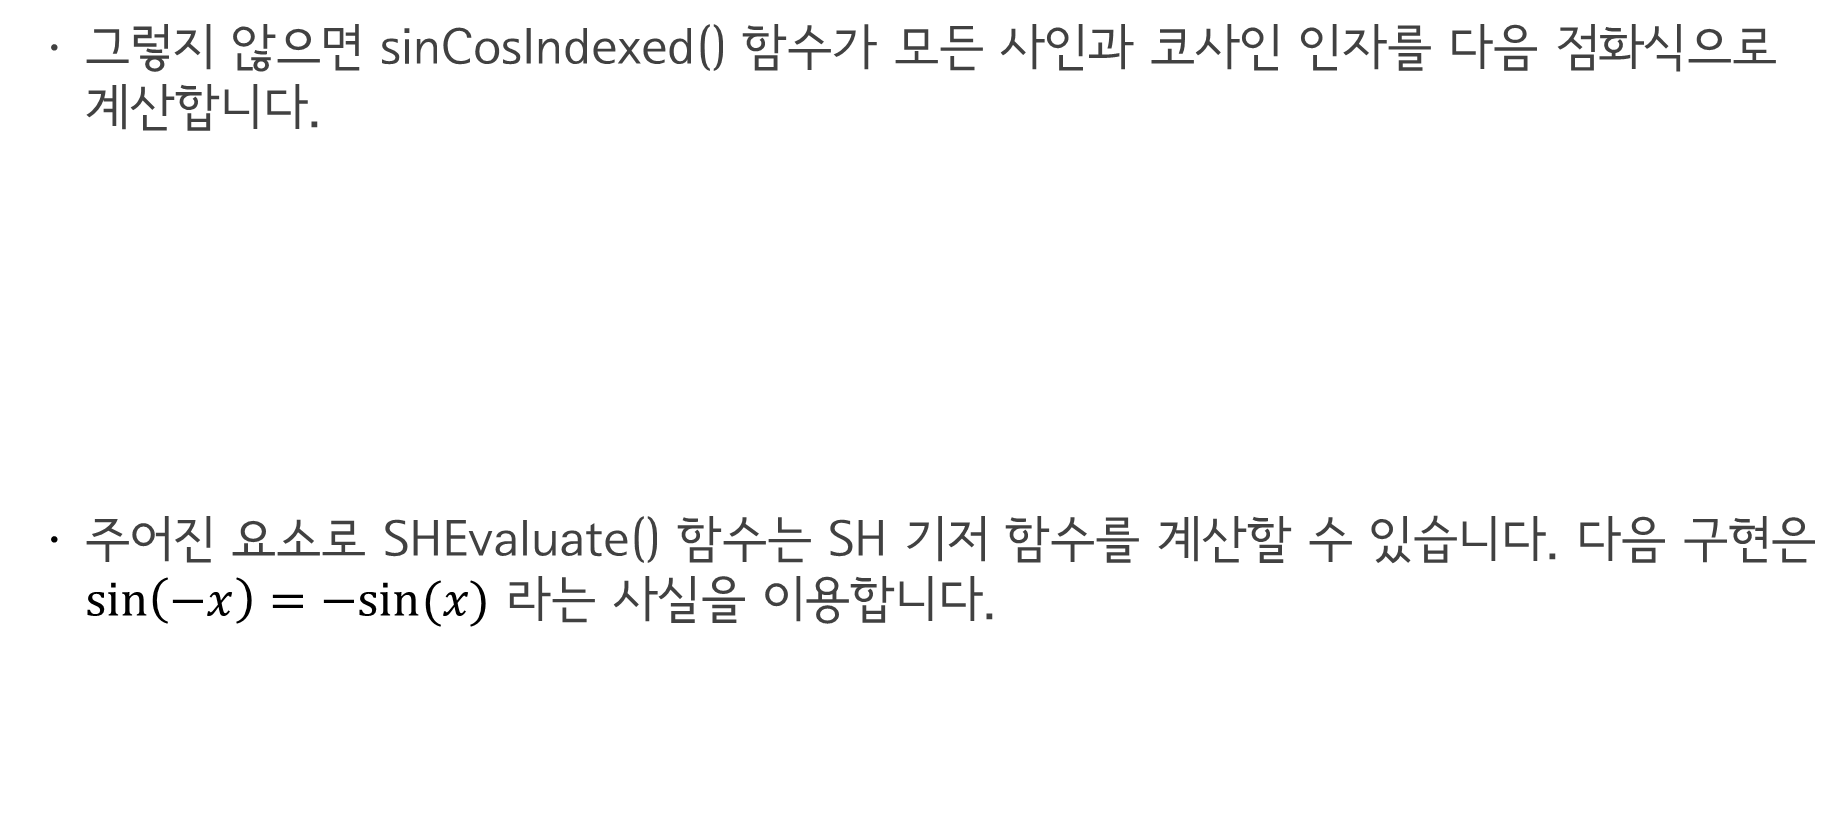 · 그렇지 않으면 sinCosIndexed() 함수가 모든 사인과 코사인 인자를 다음 점화식으로
계산합니다.
· 주어진 요소로 SHEvaluate() 함수는 SH 기저 함수를 계산할 수 있습니다. 다음 구현은
sin(−x) = −sin(x) 라는 사실을 이용합니다.